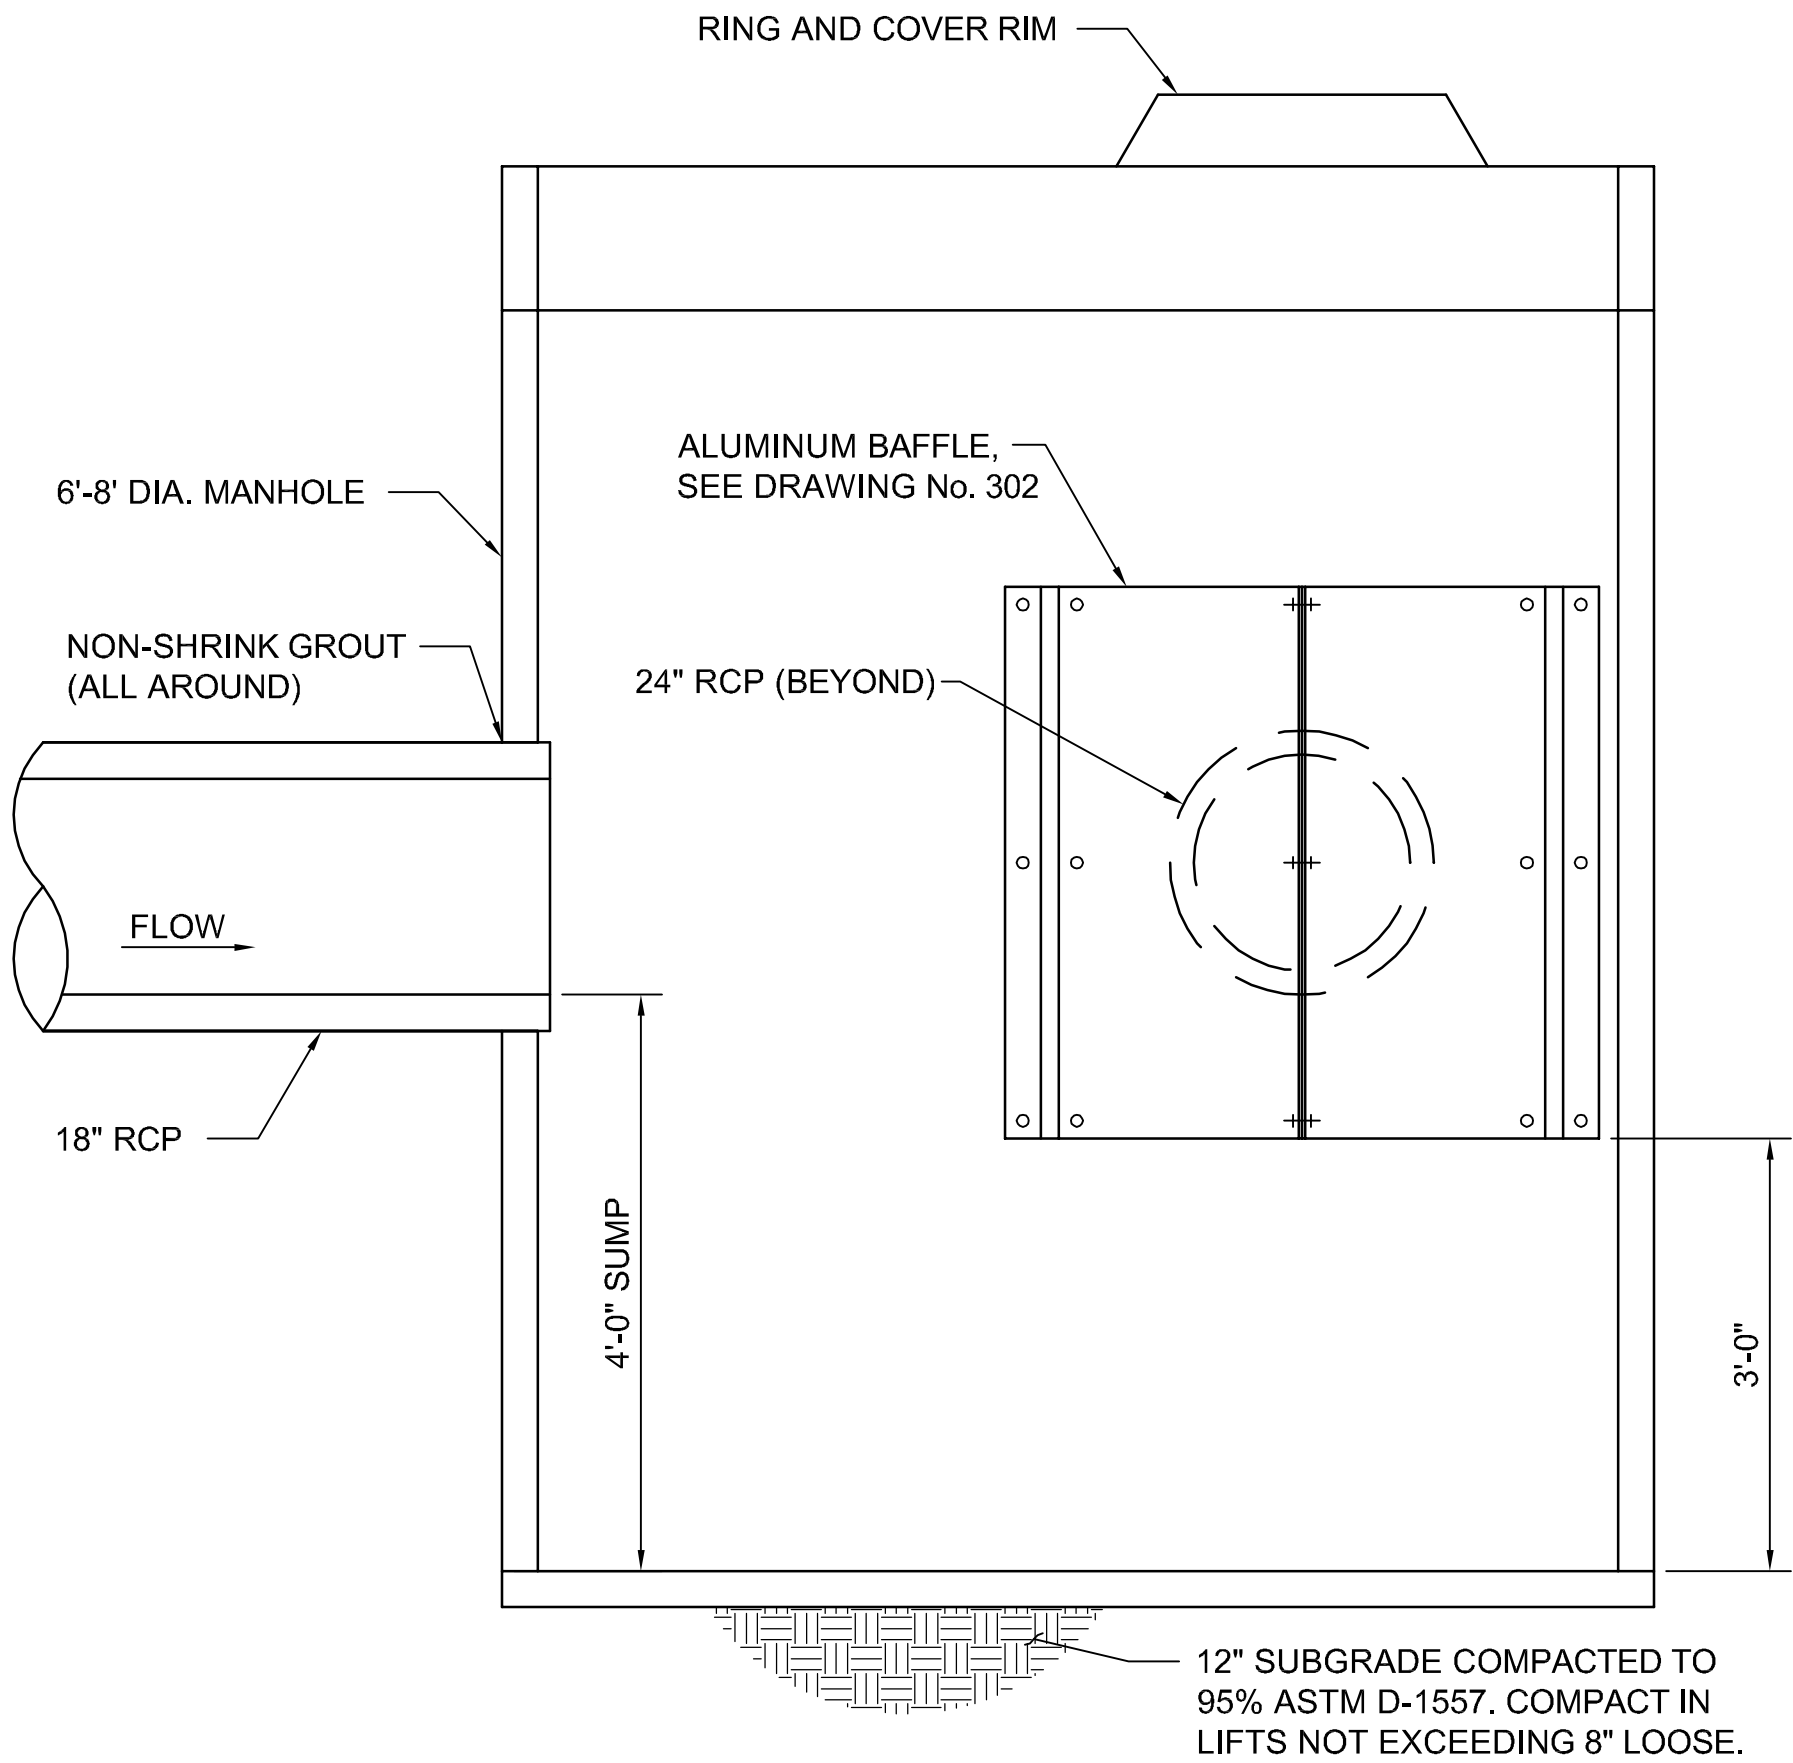 RING AND COVER RIM
ALUMINUM BAFFLE,
SEE DRAWING No. 302
6'-8' DIA. MANHOLE
NON-SHRINK GROUT
(ALL AROUND)
24" RCP (BEYOND)
FLOW
18" RCP
4'-0" SUMP
3'-0"
12" SUBGRADE COMPACTED TO
95% ASTM D-1557. COMPACT IN
LIFTS NOT EXCEEDING 8" LOOSE.